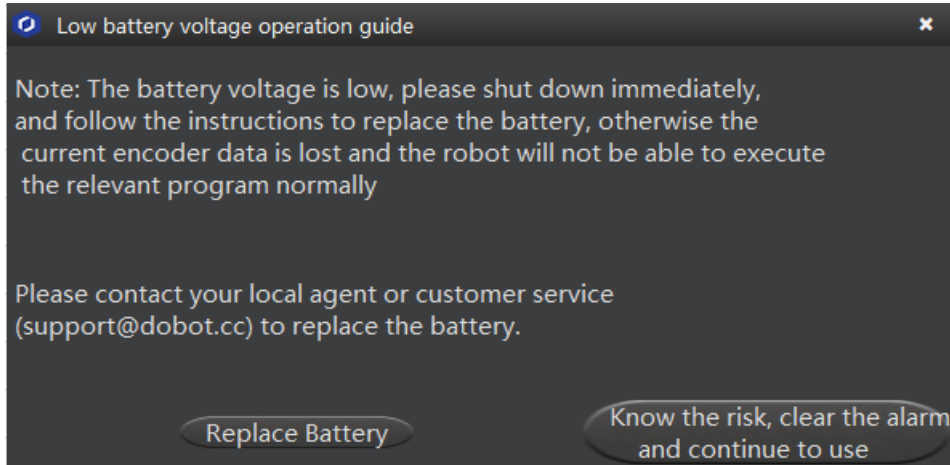 Low battery voltage operation guide
Note: The battery voltage is low, please shut down immediately,
and follow the instructions to replace the battery, otherwise the
current encoder data is lost and the robot will not be able to execute
the relevant program normally
Please contact your local agent or customer service
(support@dobot.cc) to replace the battery.
Replace Battery
Know the risk, clear the alarm
and continue to use